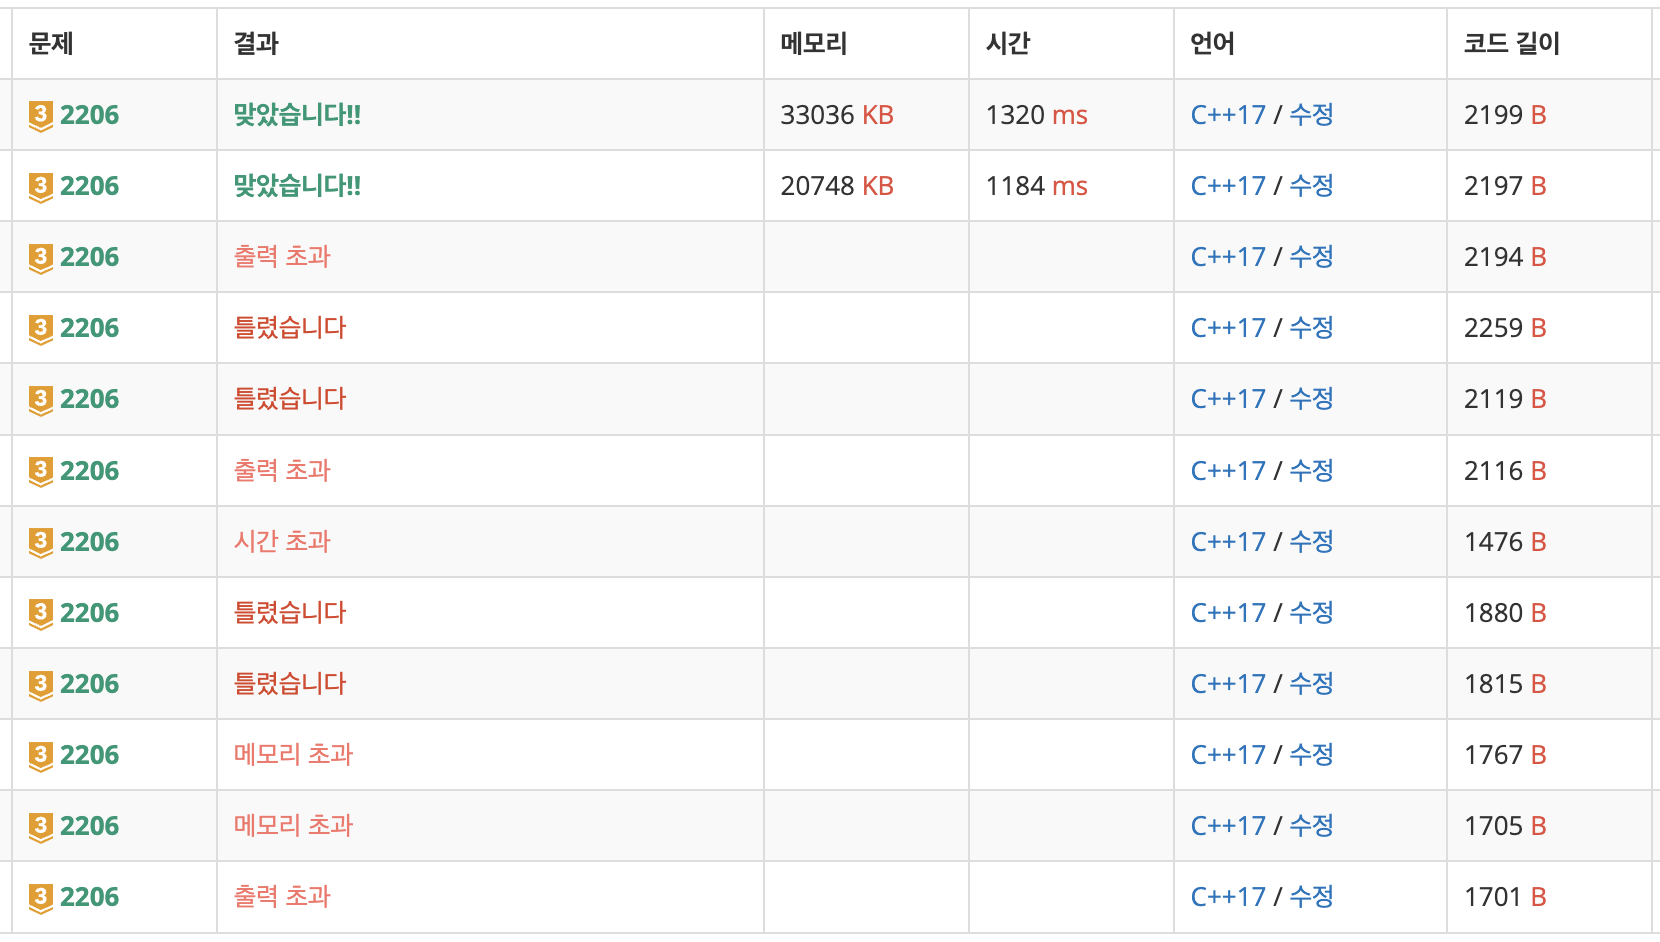 문제 결과 메모리 시간 언어 코드 길이
3 2206 맞았습니다!! 33036 KB 1320 ms C++17 / 수정 2199 B
3 2206 맞았습니다!! 20748 KB 1184 ms C++17 / 수정 2197 B
3 2206 출력 초과 C++17 / 수정 2194 B
3 2206 틀렸습니다 C++17 / 수정 2259 B
3 2206 틀렸습니다 C++17 / 수정 2119 B
3 2206 출력 초과 C++17 / 수정 2116 B
3 2206 시간 초과 C++17 / 수정 1476 B
3 2206 틀렸습니다 C++17 / 수정 1880 B
3 2206 틀렸습니다 C++17 / 수정 1815 B
3 2206 메모리 초과 C++17 / 수정 1767 B
3 2206 메모리 초과 C++17 / 수정 1705 B
3 2206 출력 초과 C++17 / 수정 1701 B